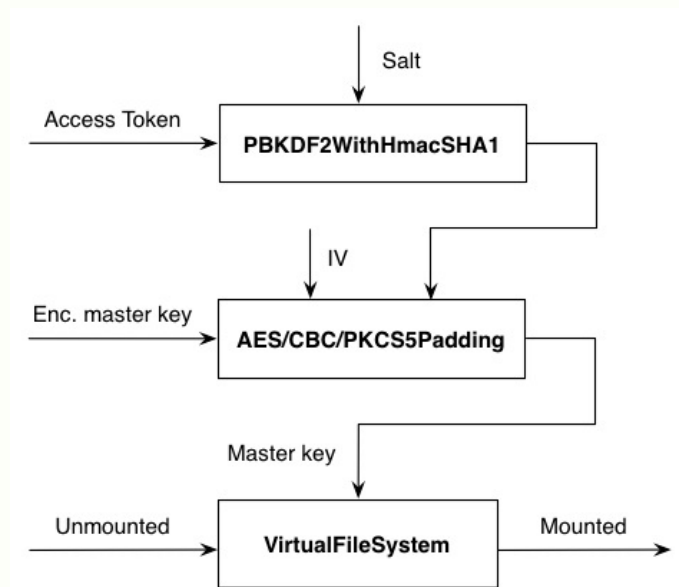 Salt
Access Token
PBKDF2WithHmacSHA1
IV
Enc. master key
AES/CBC/PKCS5Padding
Master key
Unmounted
VirtualFileSystem
Mounted